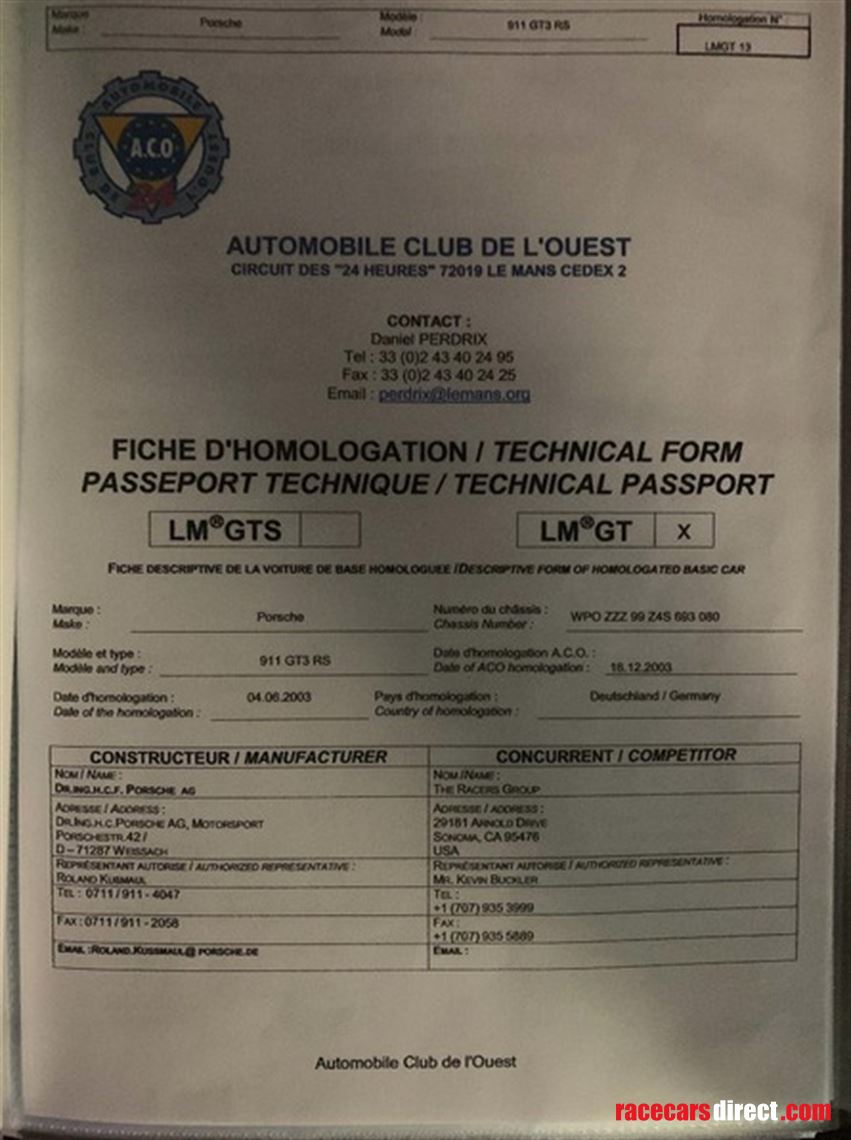 Marque :
Make :
Porsche
Modèle :
Model :
911 GT3 RS
Homologation N°
LMGT 13
AUTOMOBILE CLUB DE L'OUEST
A.C.O
24
AUTOMOBILE CLUB DE L'OUEST
CIRCUIT DES "24 HEURES" 72019 LE MANS CEDEX 2
CONTACT :
Daniel PERDRIX
Tel : 33 (0)2 43 40 24 95
Fax : 33 (0)2 43 40 24 25
Email : perdrix@lemans.org
FICHE D'HOMOLOGATION / TECHNICAL FORM
PASSEPORT TECHNIQUE / TECHNICAL PASSPORT
LM®GTS
LM®GT X
FICHE DESCRIPTIVE DE LA VOITURE DE BASE HOMOLOGUEE /DESCRIPTIVE FORM OF HOMOLOGATED BASIC CAR
Marque :
Make :
Porsche
Numéro du châssis :
Chassis Number :
WPO ZZZ 99 Z4S 693 080
Modèle et type :
Modèle and type :
911 GT3 RS
Date d'homologation A.C.O. :
Date of ACO homologation : 18.12.2003
Date d'homologation :
Date of the homologation :
04.06.2003
Pays d'homologation :
Country of homologation :
Deutschland / Germany
CONSTRUCTEUR / MANUFACTURER
NOM / NAME :
DR.ING.H.C.F. PORSCHE AG
ADRESSE / ADDRESS :
DR.ING.H.C.PORSCHE AG, MOTORSPORT
PORSCHESTR.42 /
D – 71287 WEISSACH
REPRÉSENTANT AUTORISE / AUTHORIZED REPRESENTATIVE :
ROLAND KUßMAUL
TEL : 0711/911 - 4047
FAX : 0711/911 - 2058
EMAIL :ROLAND.KUSSMAUL@PORSCHE.DE
CONCURRENT / COMPETITOR
NOM /NAME :
THE RACERS GROUP
ADRESSE / ADDRESS :
29181 ARNOLD DRIVE
SONOMA, CA 95476
USA
REPRÉSENTANT AUTORISE / AUTHORIZED REPRESENTATIVE :
MR. KEVIN BUCKLER
TEL :
+1 (707) 935 3999
FAX :
+1 (707) 935 5889
EMAIL :
Automobile Club de l'Ouest
racecarsdirect.com